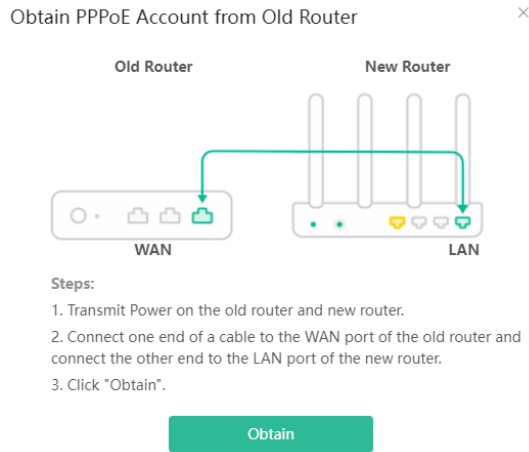 Obtain PPPoE Account from Old Router
Old Router
New Router
WAN
LAN
Steps:
1. Transmit Power on the old router and new router.
2. Connect one end of a cable to the WAN port of the old router and
connect the other end to the LAN port of the new router.
3. Click "Obtain".
Obtain